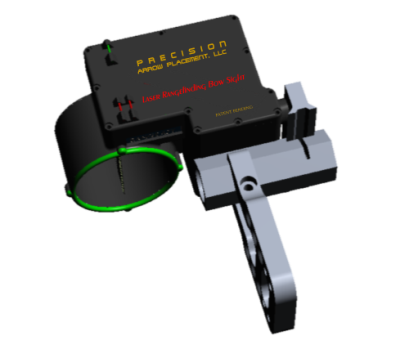 PRECISION
ARROW PLACEMENT, LLC
Laser Rangefinding Bow Sight